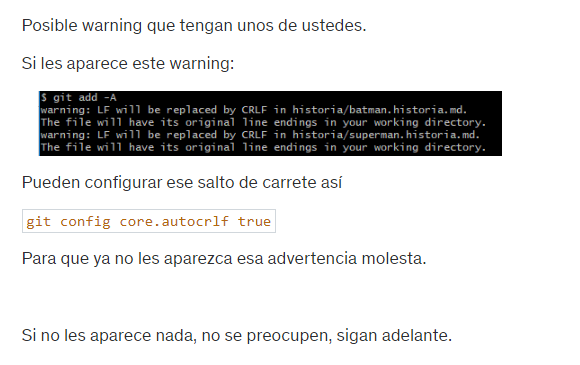 Posible warning que tengan unos de ustedes.
Si les aparece este warning:
$ git add -A
warning: LF will be replaced by CRLF in historia/batman.historia.md.
The file will have its original line endings in your working directory.
warning: LF will be replaced by CRLF in historia/superman.historia.md.
The file will have its original line endings in your working directory.
Pueden configurar ese salto de carrete así
git config core.autocrlf true
Para que ya no les aparezca esa advertencia molesta.
Si no les aparece nada, no se preocupen, sigan adelante.